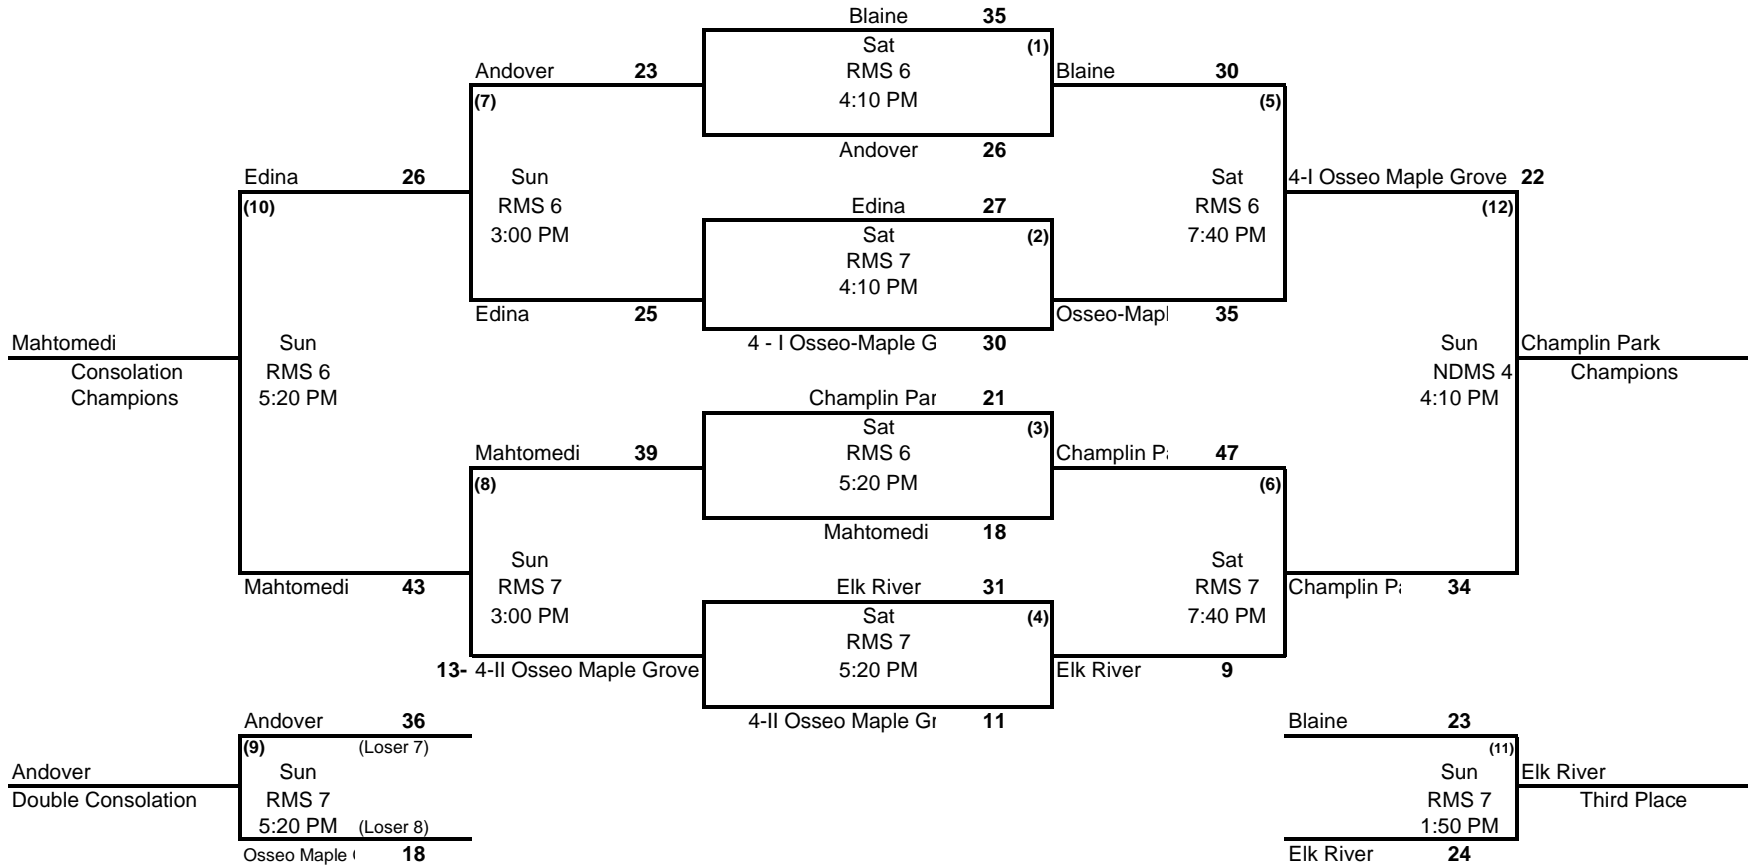 Blaine 35
Sat (1)
Andover 23 RMS 6 Blaine 30
(7) 4:10 PM (5)
Andover 26
Edina 26 Sun Sat 4-I Osseo Maple Grove 22
(10) RMS 6 Edina 27 RMS 6 (12)
3:00 PM Sat (2) 7:40 PM
RMS 7
4:10 PM
Edina 25 Osseo-Mapl 35
Mahtomedi Sun 4 - I Osseo-Maple G 30 Sun Champlin Park
Consolation RMS 6 NDMS 4 Champions
Champions 5:20 PM Champlin Par 21 4:10 PM
Sat (3)
Mahtomedi 39 RMS 6 Champlin Pa 47
(8) 5:20 PM (6)
Mahtomedi 18
Sun Sat
Mahtomedi 43 RMS 7 Elk River 31 RMS 7 Champlin Pa 34
3:00 PM Sat (4) 7:40 PM
RMS 7
13- 4-II Osseo Maple Grove 5:20 PM Elk River 9
Andover 36 4-II Osseo Maple Gr 11 Blaine 23
(9) (Loser 7) (11)
Andover Sun Sun Elk River
Double Consolation RMS 7 RMS 7 Third Place
5:20 PM (Loser 8) 1:50 PM
Osseo Maple 18 Elk River 24